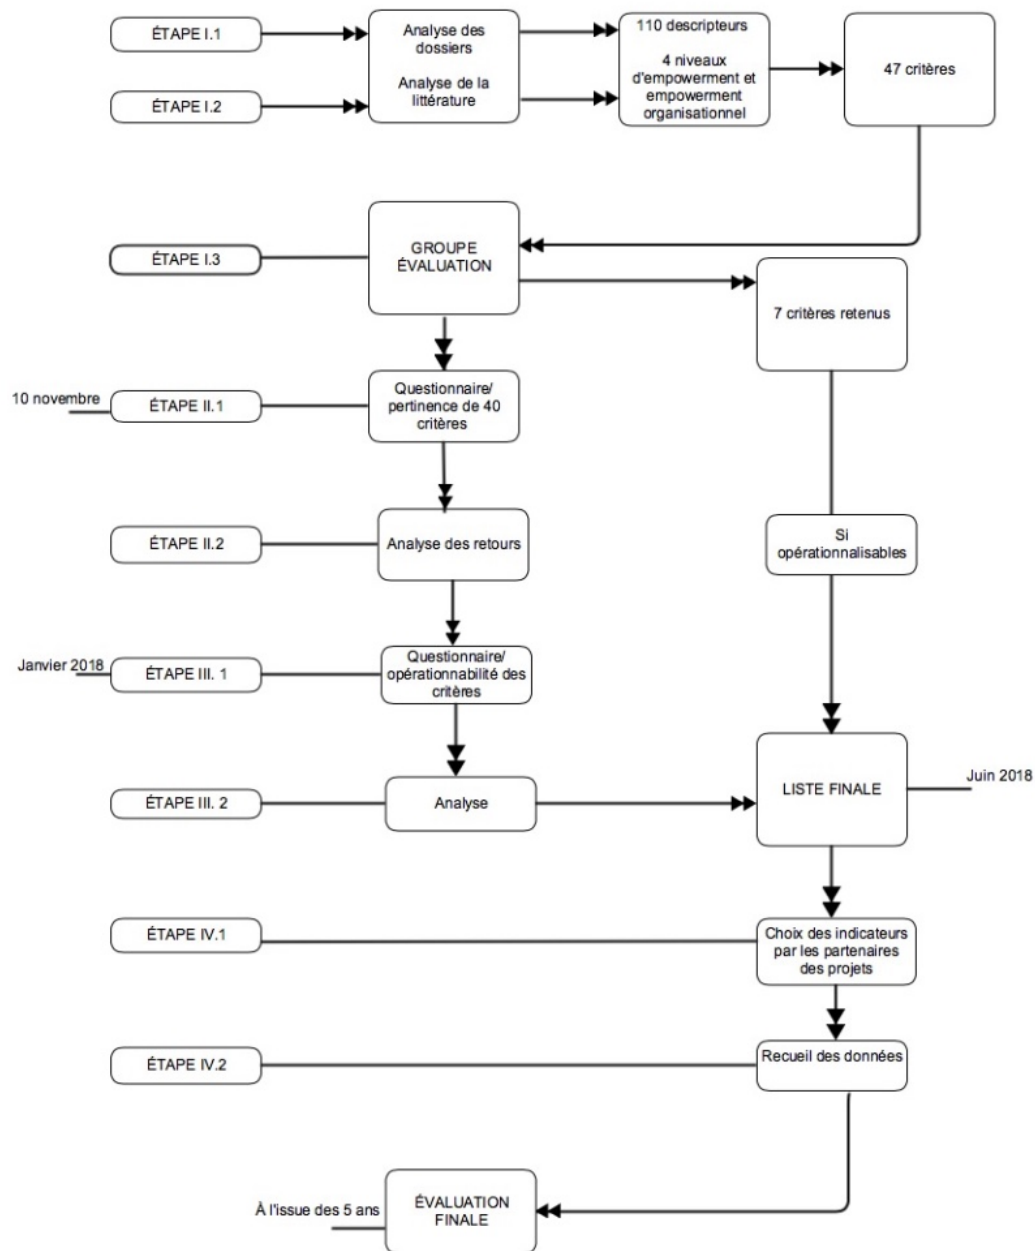 ÉTAPE I.1
Analyse des
dossiers
Analyse de la
littérature
110 descripteurs
4 niveaux
d'empowerment et
empowerment
organisationnel
47 critères
ÉTAPE I.2
ÉTAPE I.3
GROUPE
ÉVALUATION
7 critères retenus
10 novembre
ÉTAPE II.1
Questionnaire/
pertinence de 40
critères
ÉTAPE II.2
Analyse des retours
Si
opérationnalisables
Janvier 2018
ÉTAPE III. 1
Questionnaire/
opérationnabilité des
critères
ÉTAPE III. 2
Analyse
LISTE FINALE
Juin 2018
ÉTAPE IV.1
Choix des indicateurs
par les partenaires
des projets
ÉTAPE IV.2
Recueil des données
À l'issue des 5 ans
ÉVALUATION
FINALE